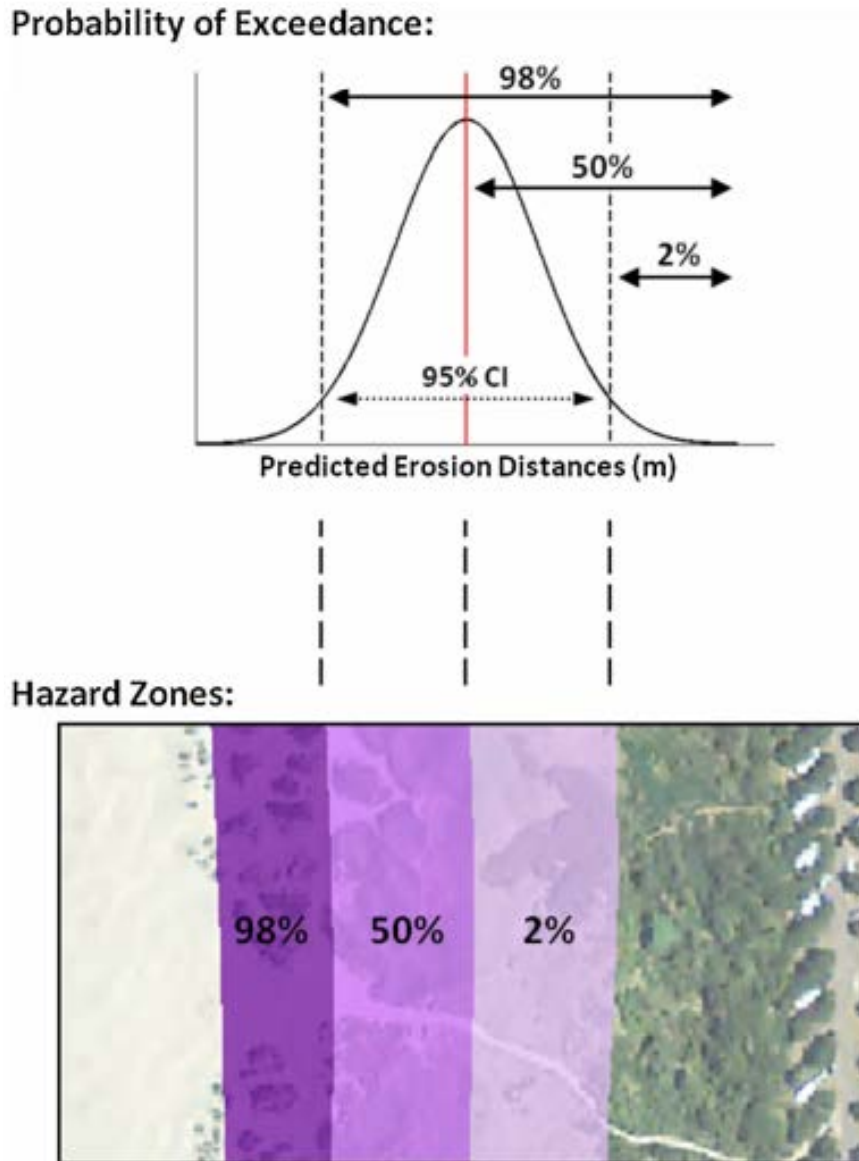 Probability of Exceedance:
98%
50%
2%
95% CI
Predicted Erosion Distances (m)
Hazard Zones:
98% 50% 2%